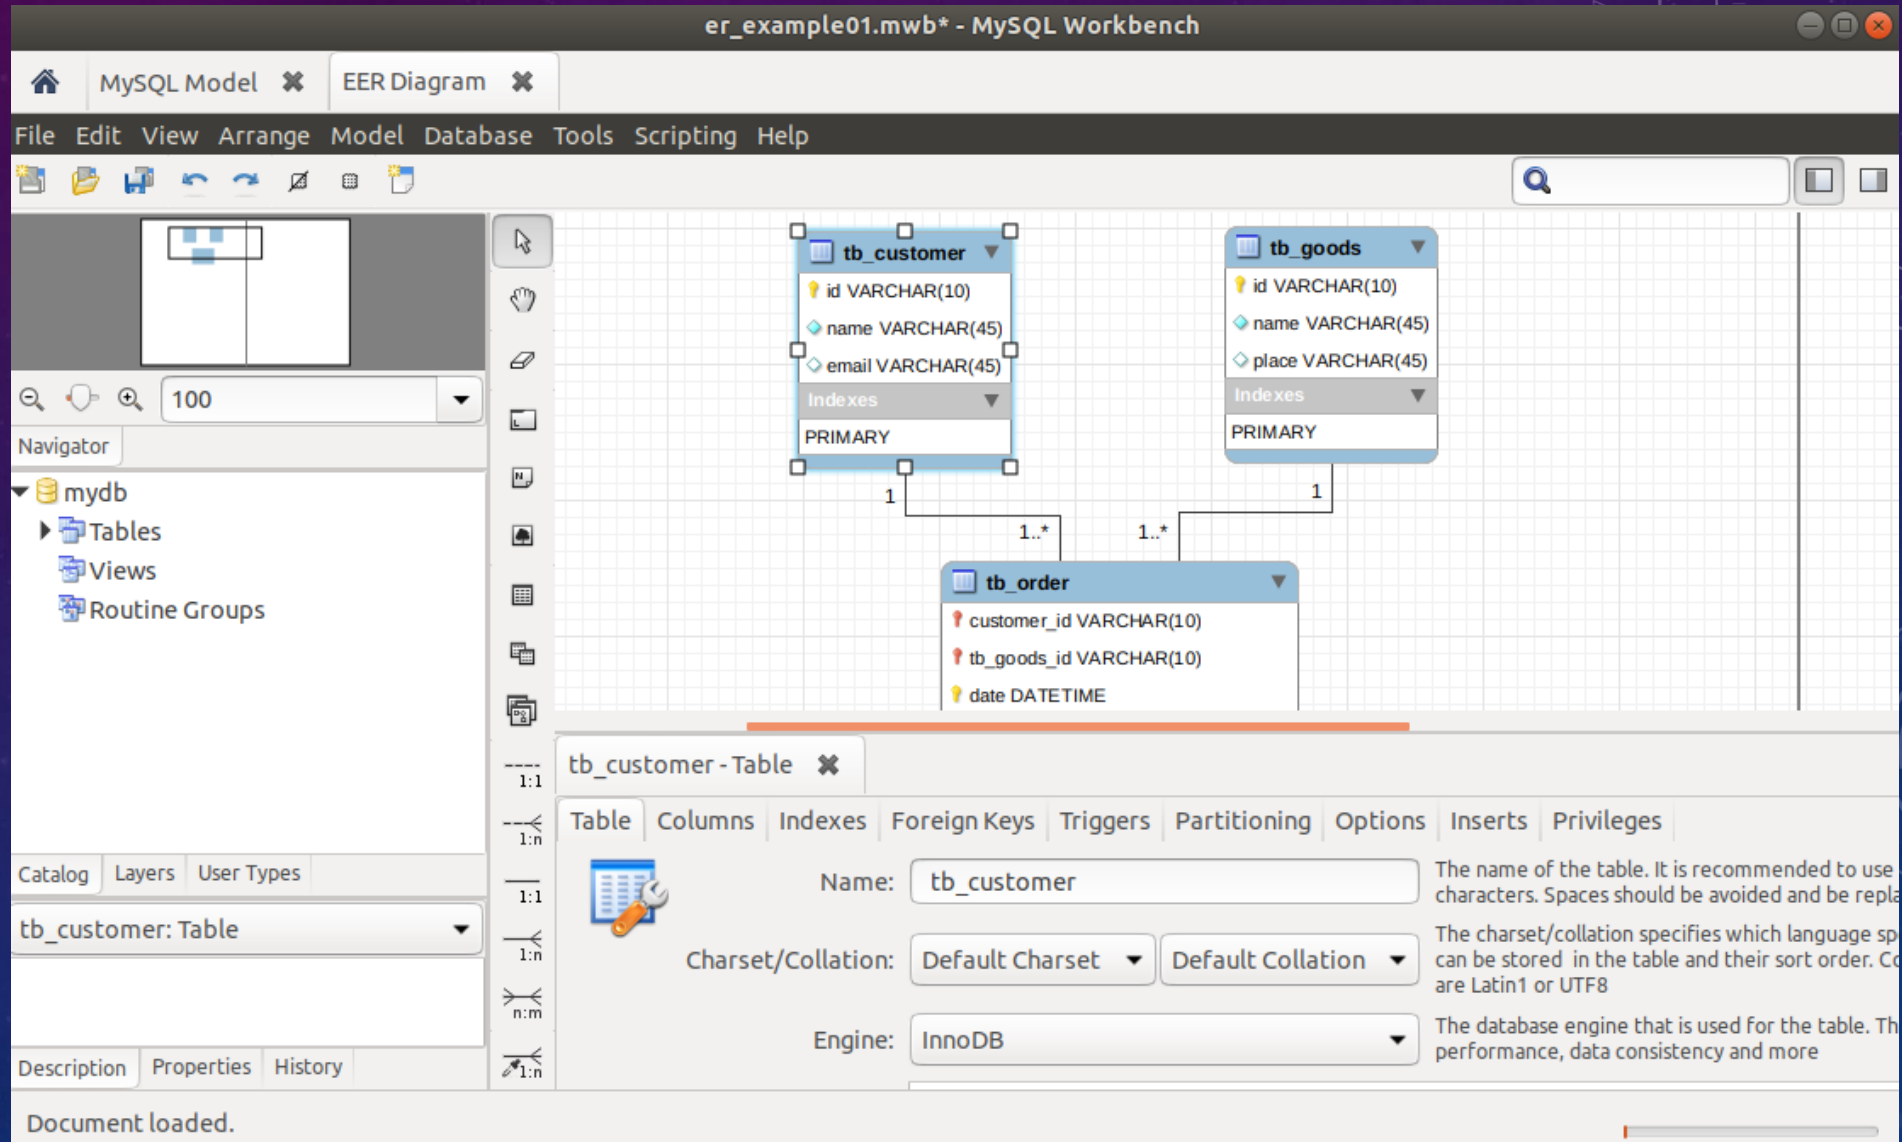 er_example01.mwb* - MySQL Workbench
MySQL Model
EER Diagram
File Edit View Arrange Model Database Tools Scripting Help
100
Navigator
mydb
Tables
Views
Routine Groups
Catalog Layers User Types
tb_customer: Table
Description Properties History
1:1
1:n
1:1
1:n
n:m
1:n
tb_customer
id VARCHAR(10)
name VARCHAR(45)
email VARCHAR(45)
Indexes
PRIMARY
tb_goods
id VARCHAR(10)
name VARCHAR(45)
place VARCHAR(45)
Indexes
PRIMARY
1
1
1..*
1..*
tb_order
customer_id VARCHAR(10)
tb_goods_id VARCHAR(10)
date DATETIME
tb_customer - Table
Table Columns Indexes Foreign Keys Triggers Partitioning Options Inserts Privileges
Name: tb_customer
The name of the table. It is recommended to use
characters. Spaces should be avoided and be
Charset/Collation: Default Charset Default Collation
The charset/collation specifies which language
can be stored in the table and their sort order.
are Latin1 or UTF8
Engine: InnoDB
The database engine that is used for the table.
performance, data consistency and more
Document loaded.